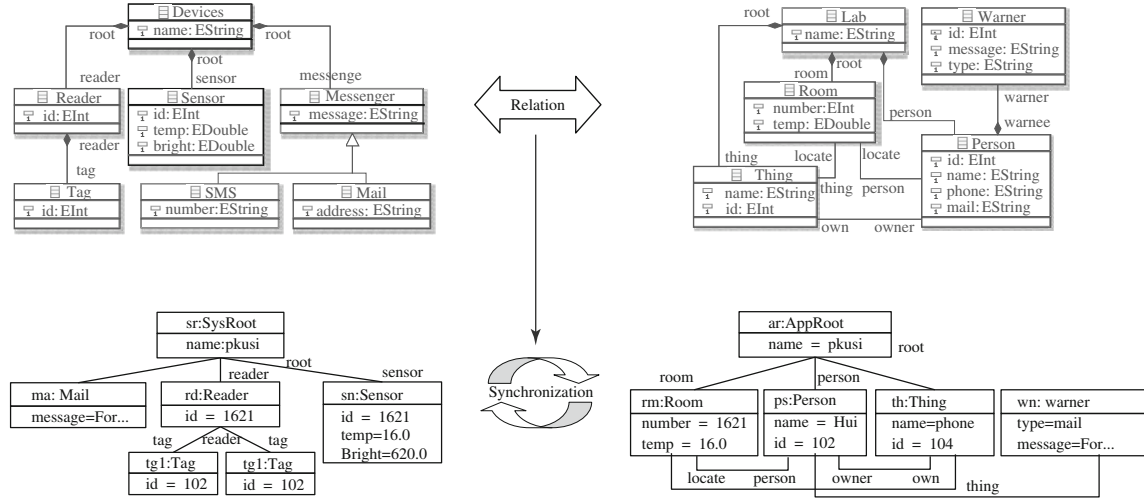 Devices
name: EString
root
root
root
reader
sensor
messenge
Reader
id:EInt
Sensor
id:EInt
temp: EDouble
bright: EDouble
Messenger
message:EString
reader
tag
Tag
id:EInt
SMS
number:EString
Mail
address: EString
Relation
Lab
name: EString
root
root
room
person
Warner
id: EInt
message: EString
type: EString
warner
warnee
Room
number:EInt
temp: EDouble
locate
locate
thing
thing
person
Thing
name: EString
id: EInt
Person
id: EInt
name: EString
phone: EString
mail: EString
own
owner
sr:SysRoot
name:pkusi
root
reader
sensor
ma: Mail
message=For...
rd:Reader
id = 1621
sn:Sensor
id = 1621
temp=16.0
Bright=620.0
tag
reader
tag
tg1:Tag
id = 102
tg1:Tag
id = 102
Synchronization
ar:AppRoot
name = pkusi
root
room
person
rm:Room
number = 1621
temp = 16.0
ps:Person
name = Hui
id = 102
th:Thing
name=phone
id = 104
wn: warner
type=mail
message=For...
locate
person
owner
own
thing